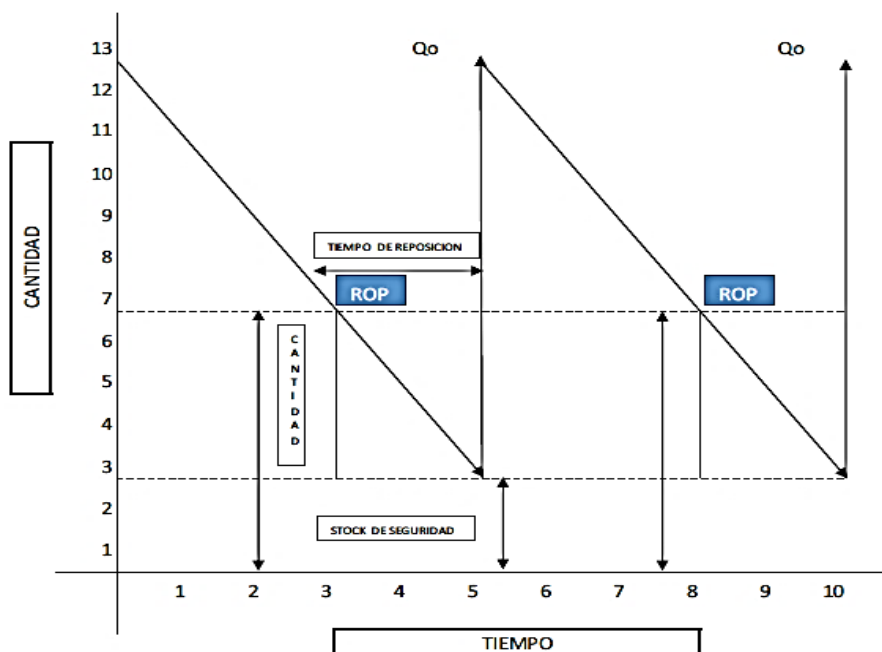 13 Qo Qo
12
11
10
9
8 TIEMPO DE REPOSICION
7 ROP ROP
6
5
4
3
2
1
CANTIDAD
CANTIDAD
STOCK DE SEGURIDAD
1 2 3 4 5 6 7 8 9 10
TIEMPO